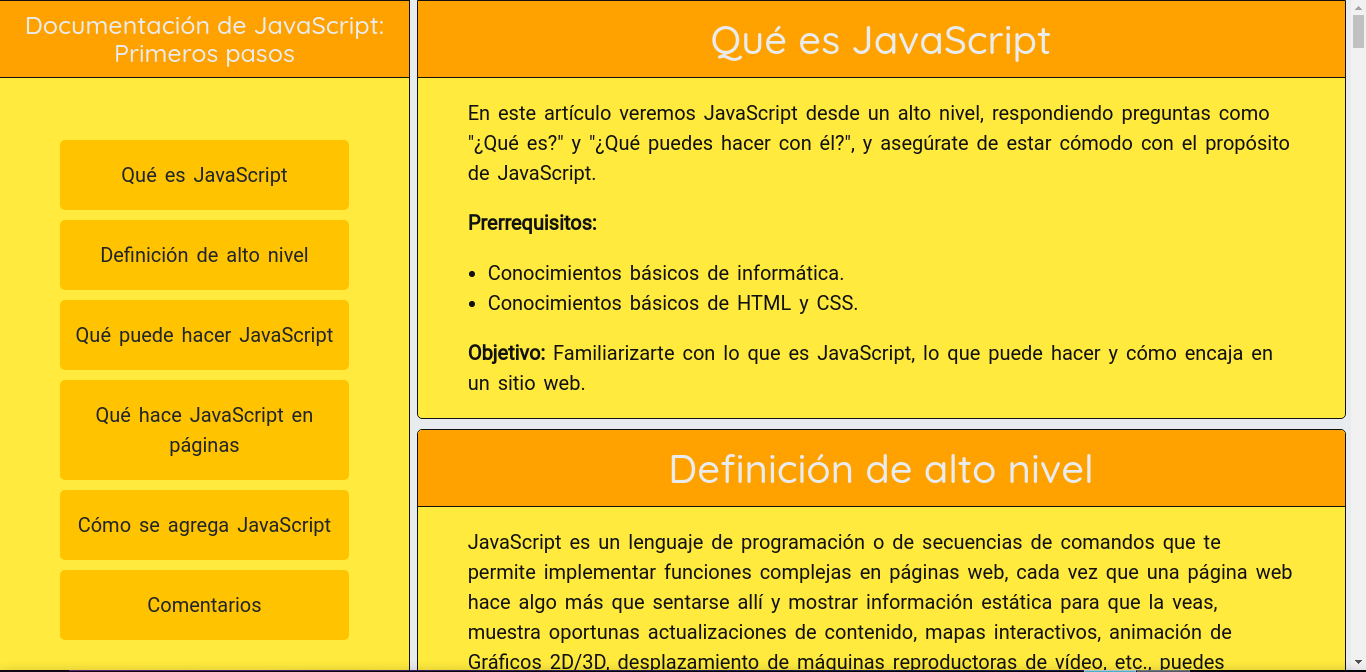 Documentación de JavaScript:
Primeros pasos
Qué es JavaScript
Definición de alto nivel
Qué puede hacer JavaScript
Qué hace JavaScript en
páginas
Cómo se agrega JavaScript
Comentarios
Qué es JavaScript
En este artículo veremos JavaScript desde un alto nivel, respondiendo preguntas como
"¿Qué es?" y "¿Qué puedes hacer con él?", y asegúrate de estar cómodo con el propósito
de JavaScript.
Prerrequisitos:
• Conocimientos básicos de informática.
• Conocimientos básicos de HTML y CSS.
Objetivo: Familiarizarte con lo que es JavaScript, lo que puede hacer y cómo encaja en
un sitio web.
Definición de alto nivel
JavaScript es un lenguaje de programación o de secuencias de comandos que te
permite implementar funciones complejas en páginas web, cada vez que una página web
hace algo más que sentarse allí y mostrar información estática para que la veas,
muestra oportunas actualizaciones de contenido, mapas interactivos, animación de
Gráficos 2D/3D, desplazamiento de máquinas reproductoras de vídeo, etc., puedes